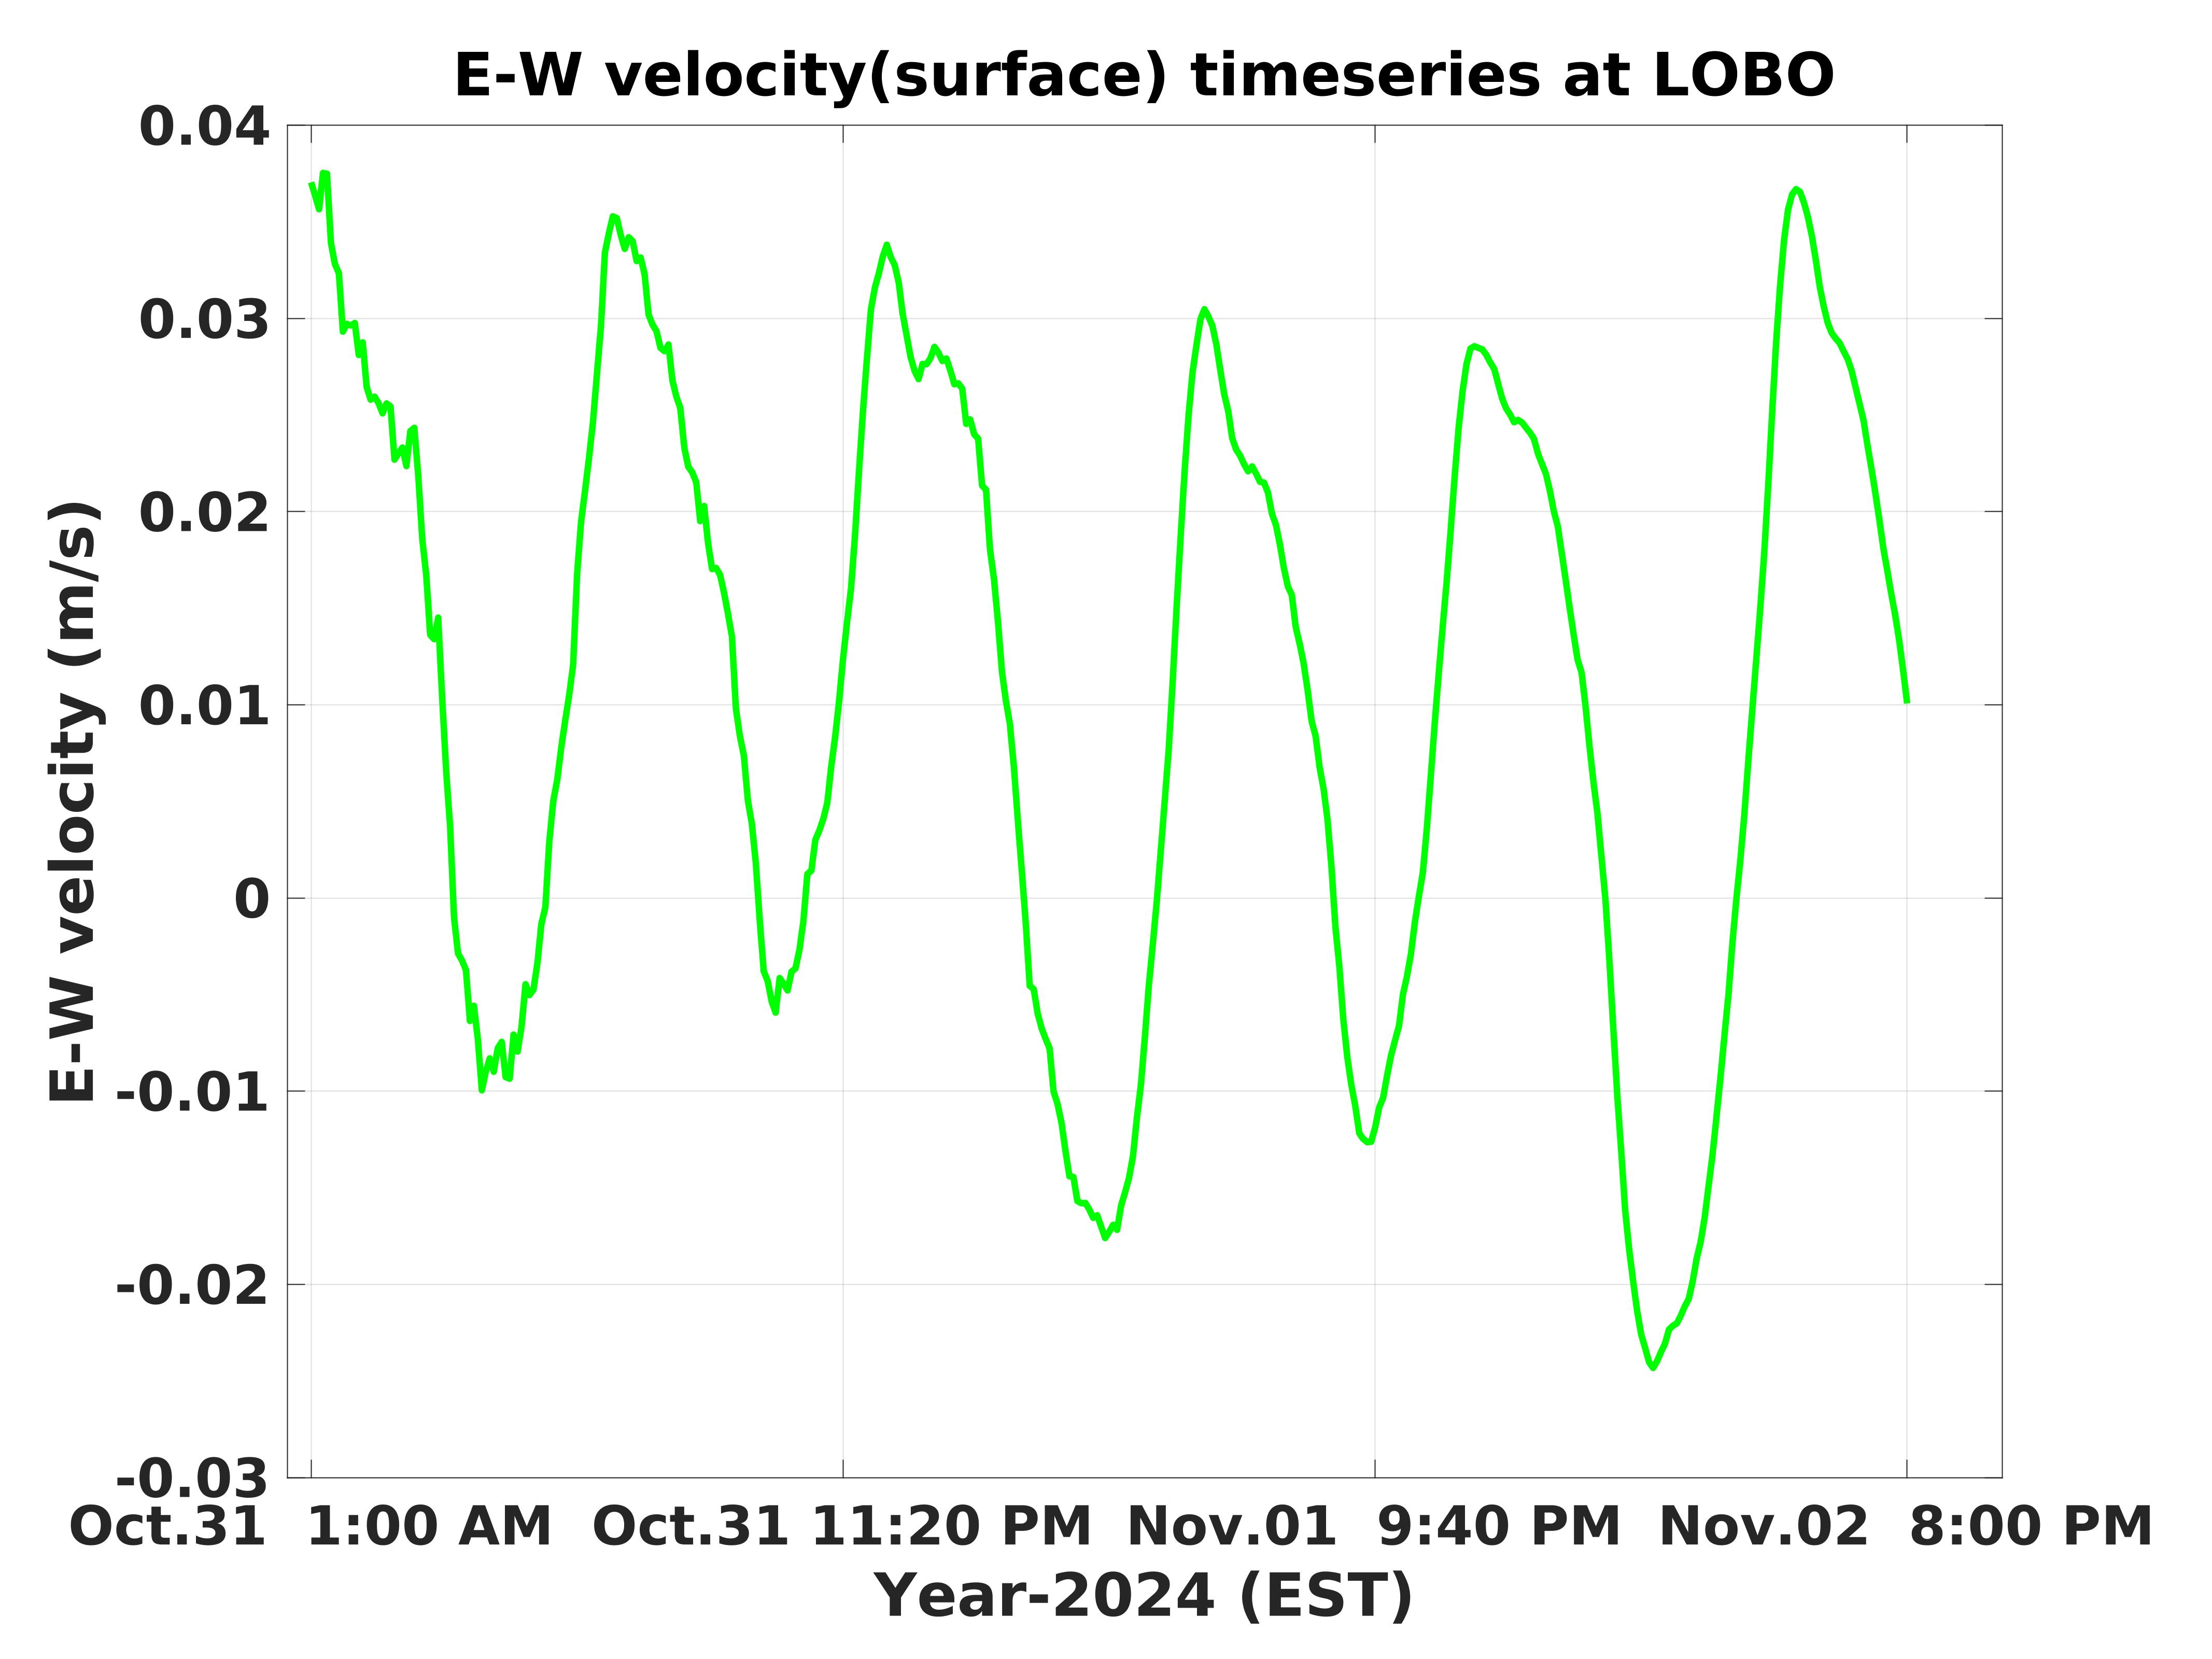 E-W velocity(surface) timeseries at LOBO
E-W velocity (m/s)
0.04
0.03
0.02
0.01
0
-0.01
-0.02
-0.03
Oct.31 1:00 AM Oct.31 11:20 PM Nov.01 9:40 PM Nov.02 8:00 PM
Year-2024 (EST)